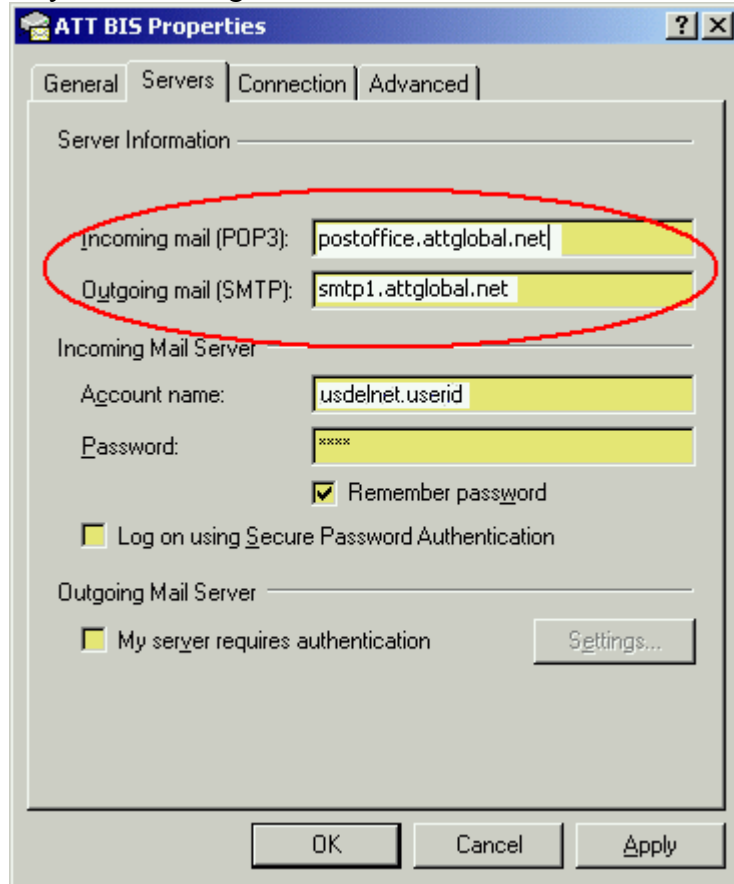 ATT BIS Properties ? X
General Servers Connection Advanced
Server Information
Incoming mail (POP3): postoffice.attglobal.net
Outgoing mail (SMTP): smtp1.attglobal.net
Incoming Mail Server
Account name: usdelnet.userid
Password: ****
Remember password
Log on using Secure Password Authentication
Outgoing Mail Server
My server requires authentication Settings...
OK Cancel Apply